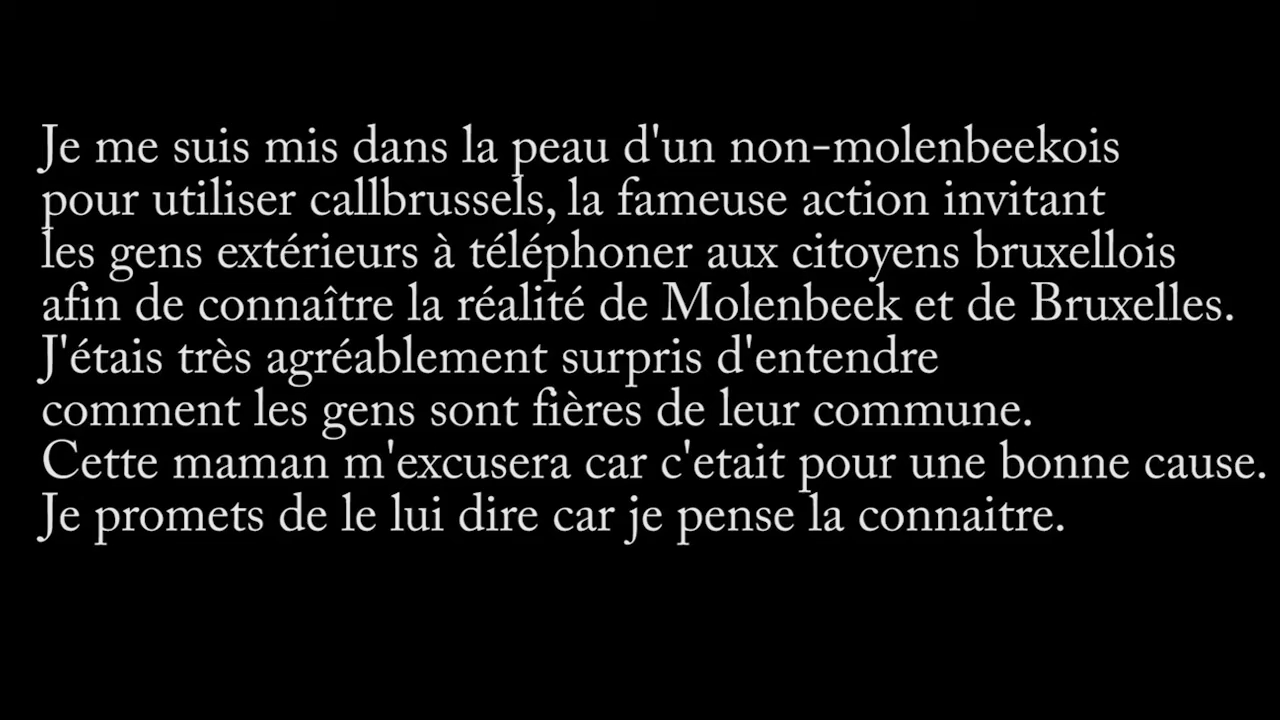 Je me suis mis dans la peau d'un non-molenbeekois
pour utiliser callbrussels, la fameuse action invitant
les gens extérieurs à téléphoner aux citoyens bruxellois
afin de connaître la réalité de Molenbeek et de Bruxelles.
J'étais très agréablement surpris d'entendre
comment les gens sont fières de leur commune.
Cette maman m'excusera car c'etait pour une bonne cause.
Je promets de le lui dire car je pense la connaitre.